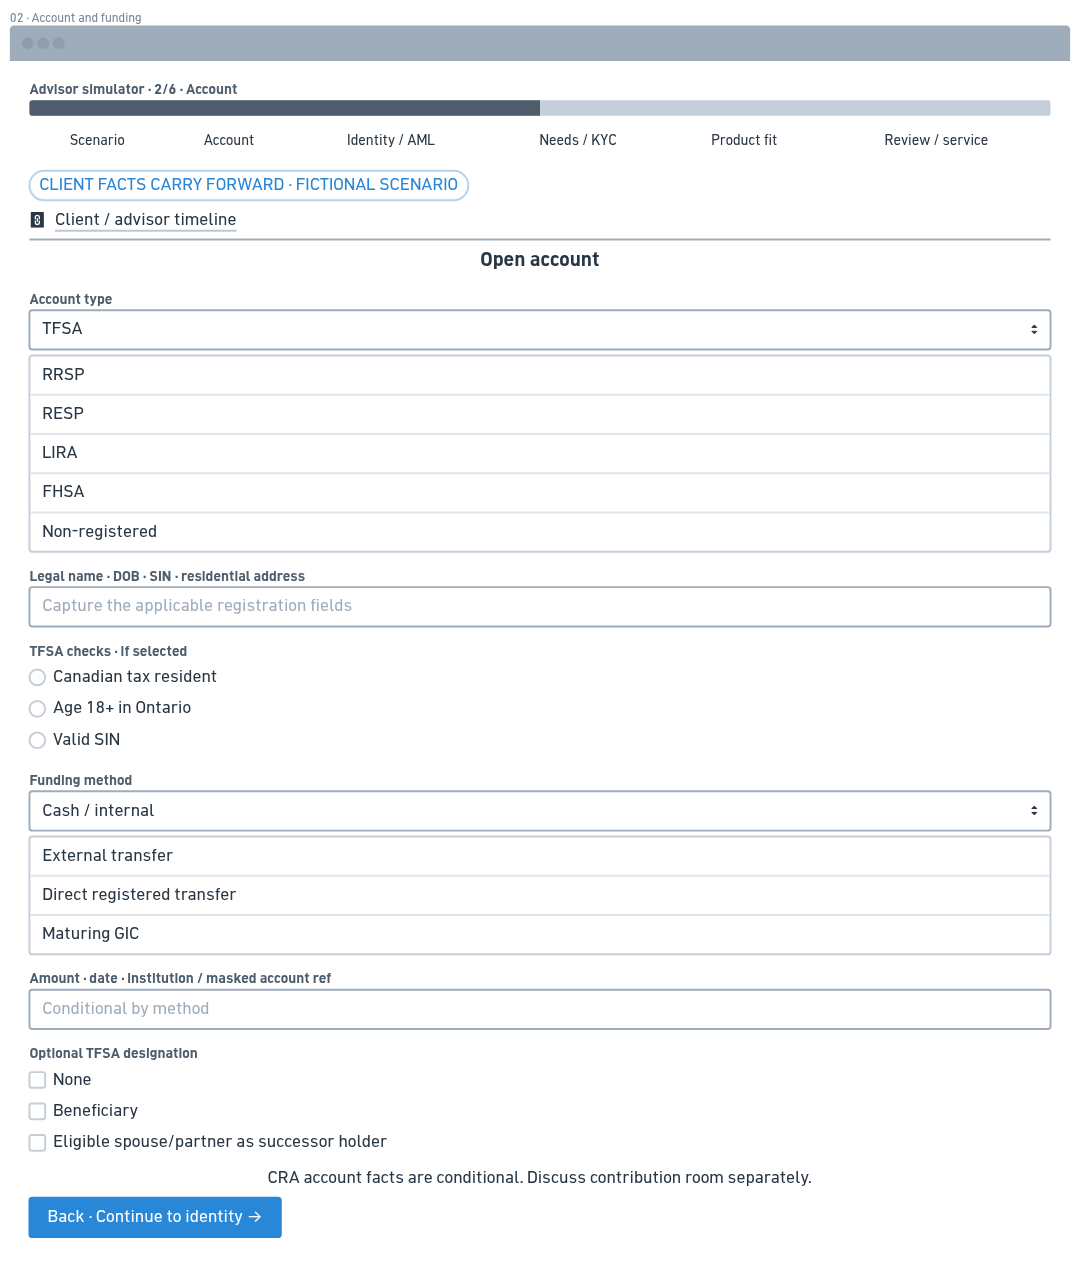 02 · Account and funding
Advisor simulator · 2/6 · Account
Scenario Account Identity / AML Needs / KYC Product fit Review / service
CLIENT FACTS CARRY FORWARD · FICTIONAL SCENARIO
Client / advisor timeline
Open account
Account type
TFSA
RRSP
RESP
LIRA
FHSA
Non-registered
Legal name · DOB · SIN · residential address
Capture the applicable registration fields
TFSA checks · if selected
Canadian tax resident
Age 18+ in Ontario
Valid SIN
Funding method
Cash / internal
External transfer
Direct registered transfer
Maturing GIC
Amount · date · institution / masked account ref
Conditional by method
Optional TFSA designation
None
Beneficiary
Eligible spouse/partner as successor holder
CRA account facts are conditional. Discuss contribution room separately.
Back · Continue to identity →